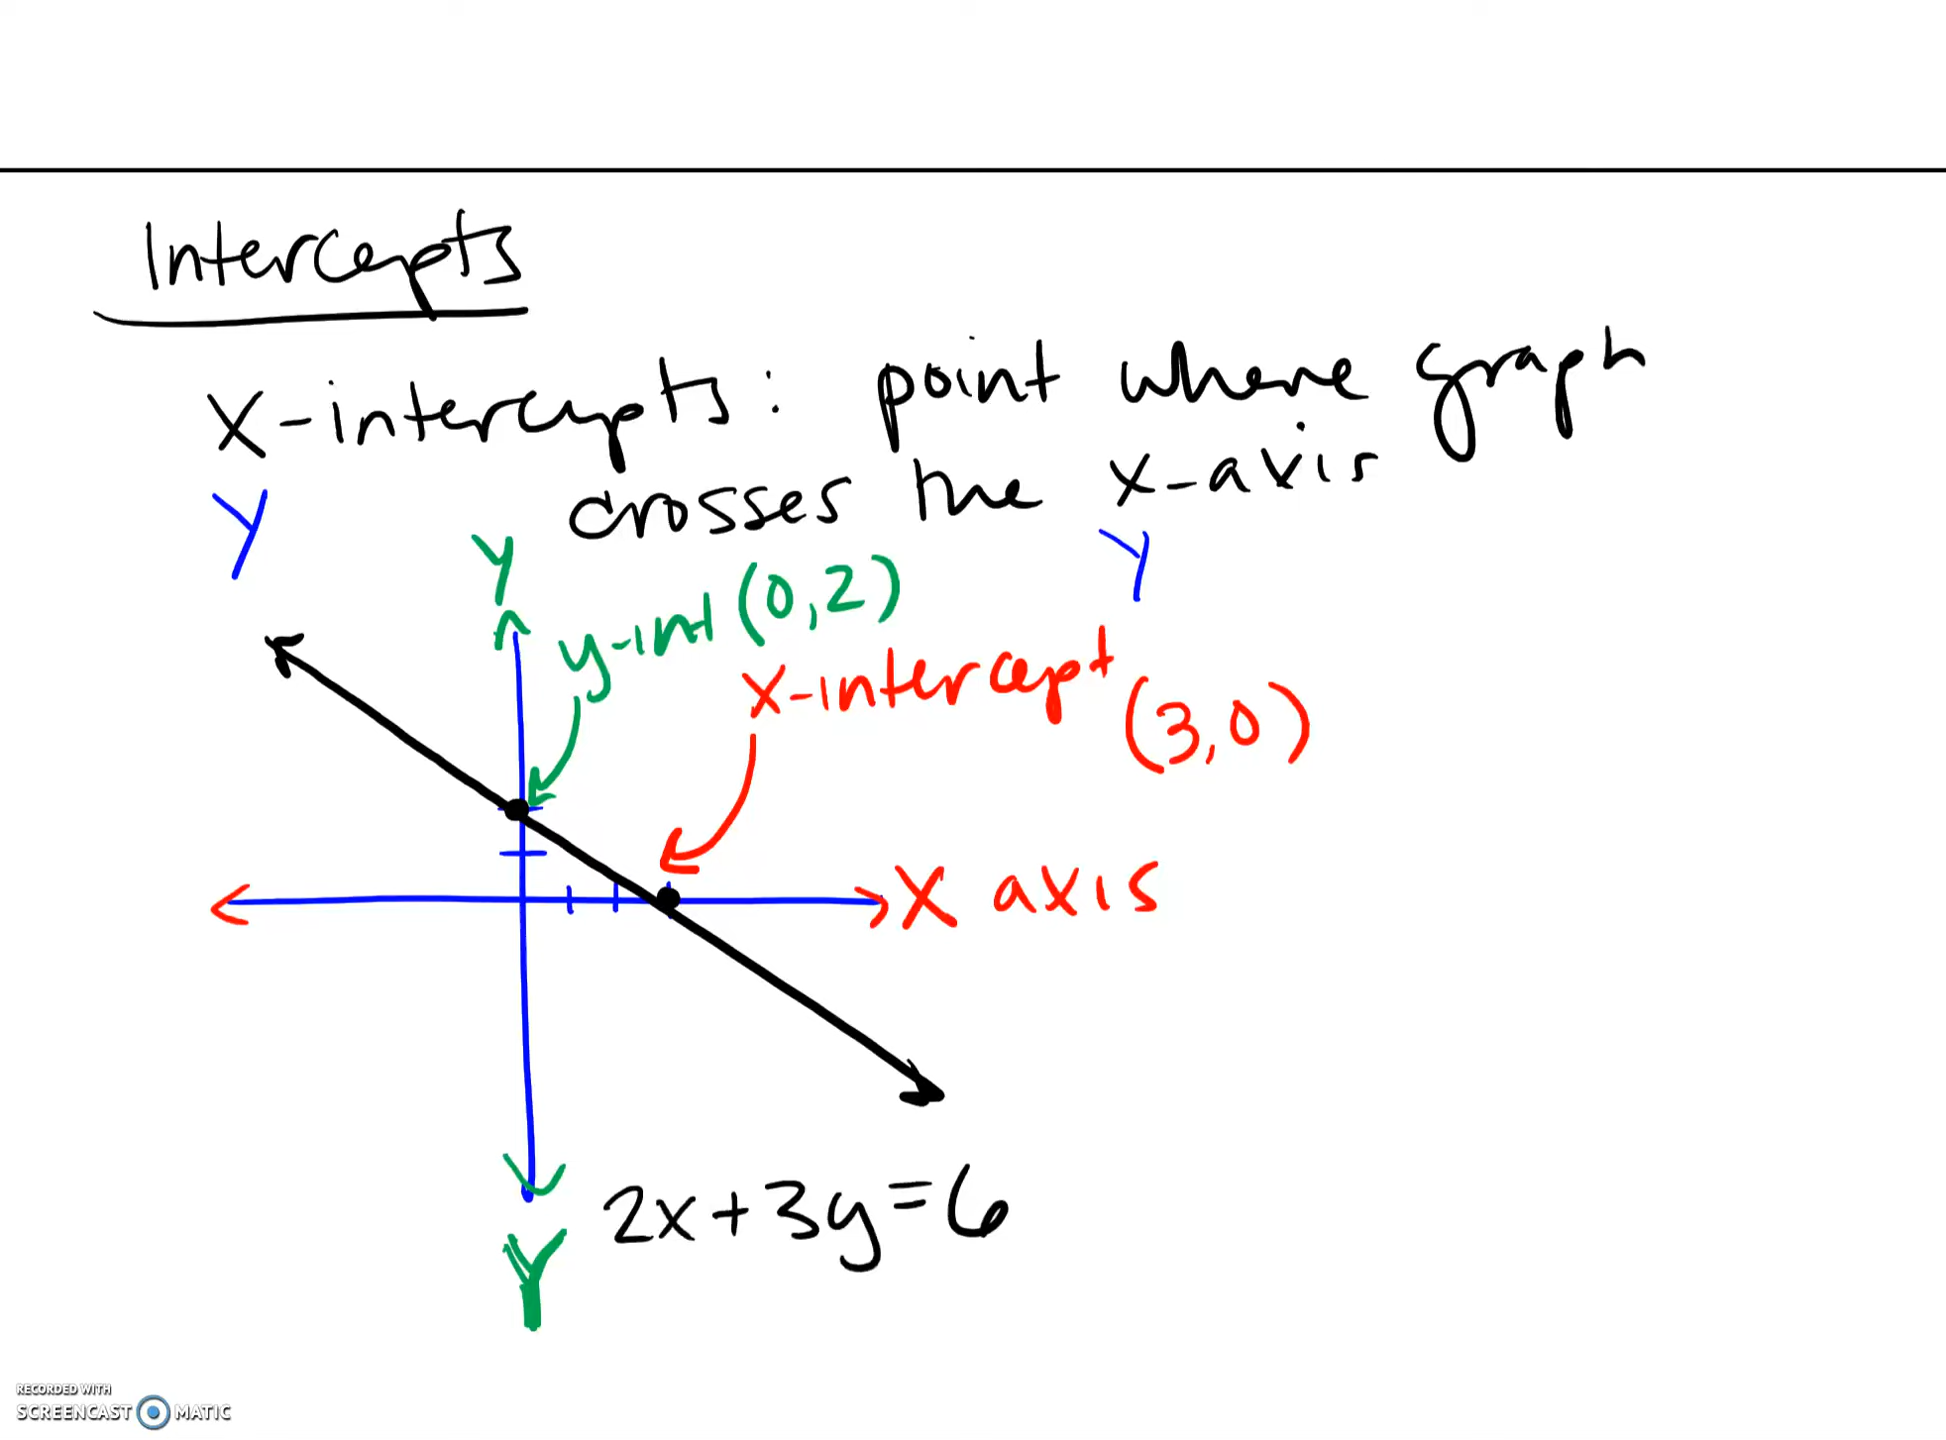 Intercepts
X-intercepts: point where graph
crosses the x-axis
Y
Y
Y
y-int (0,2)
x-intercept (3,0)
X axis
2x+3y=6
Y
RECORDED WITH
SCREENCAST MATIC